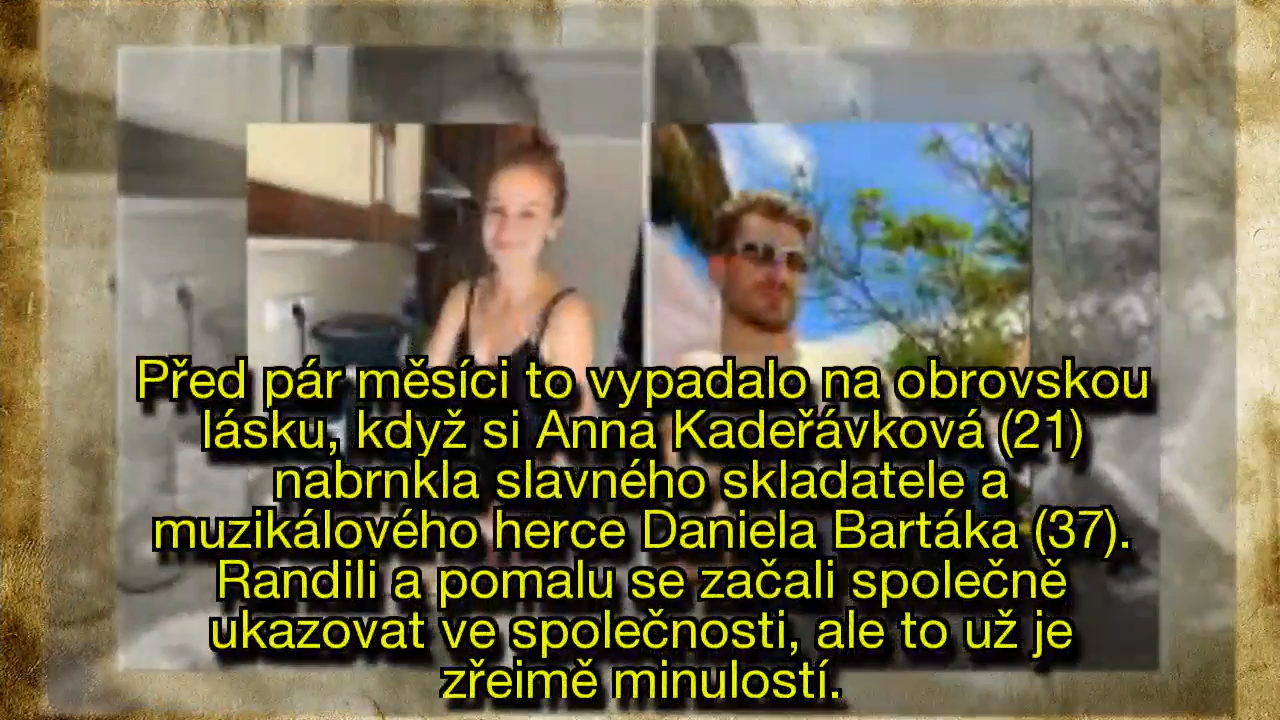 Před pár měsíci to vypadalo na obrovskou
lásku, když si Anna Kadeřávková (21)
nabrnkla slavného skladatele a
muzikálového herce Daniela Bartáka (37).
Randili a pomalu se začali společně
ukazovat ve společnosti, ale to už je
zřeimě minulostí.